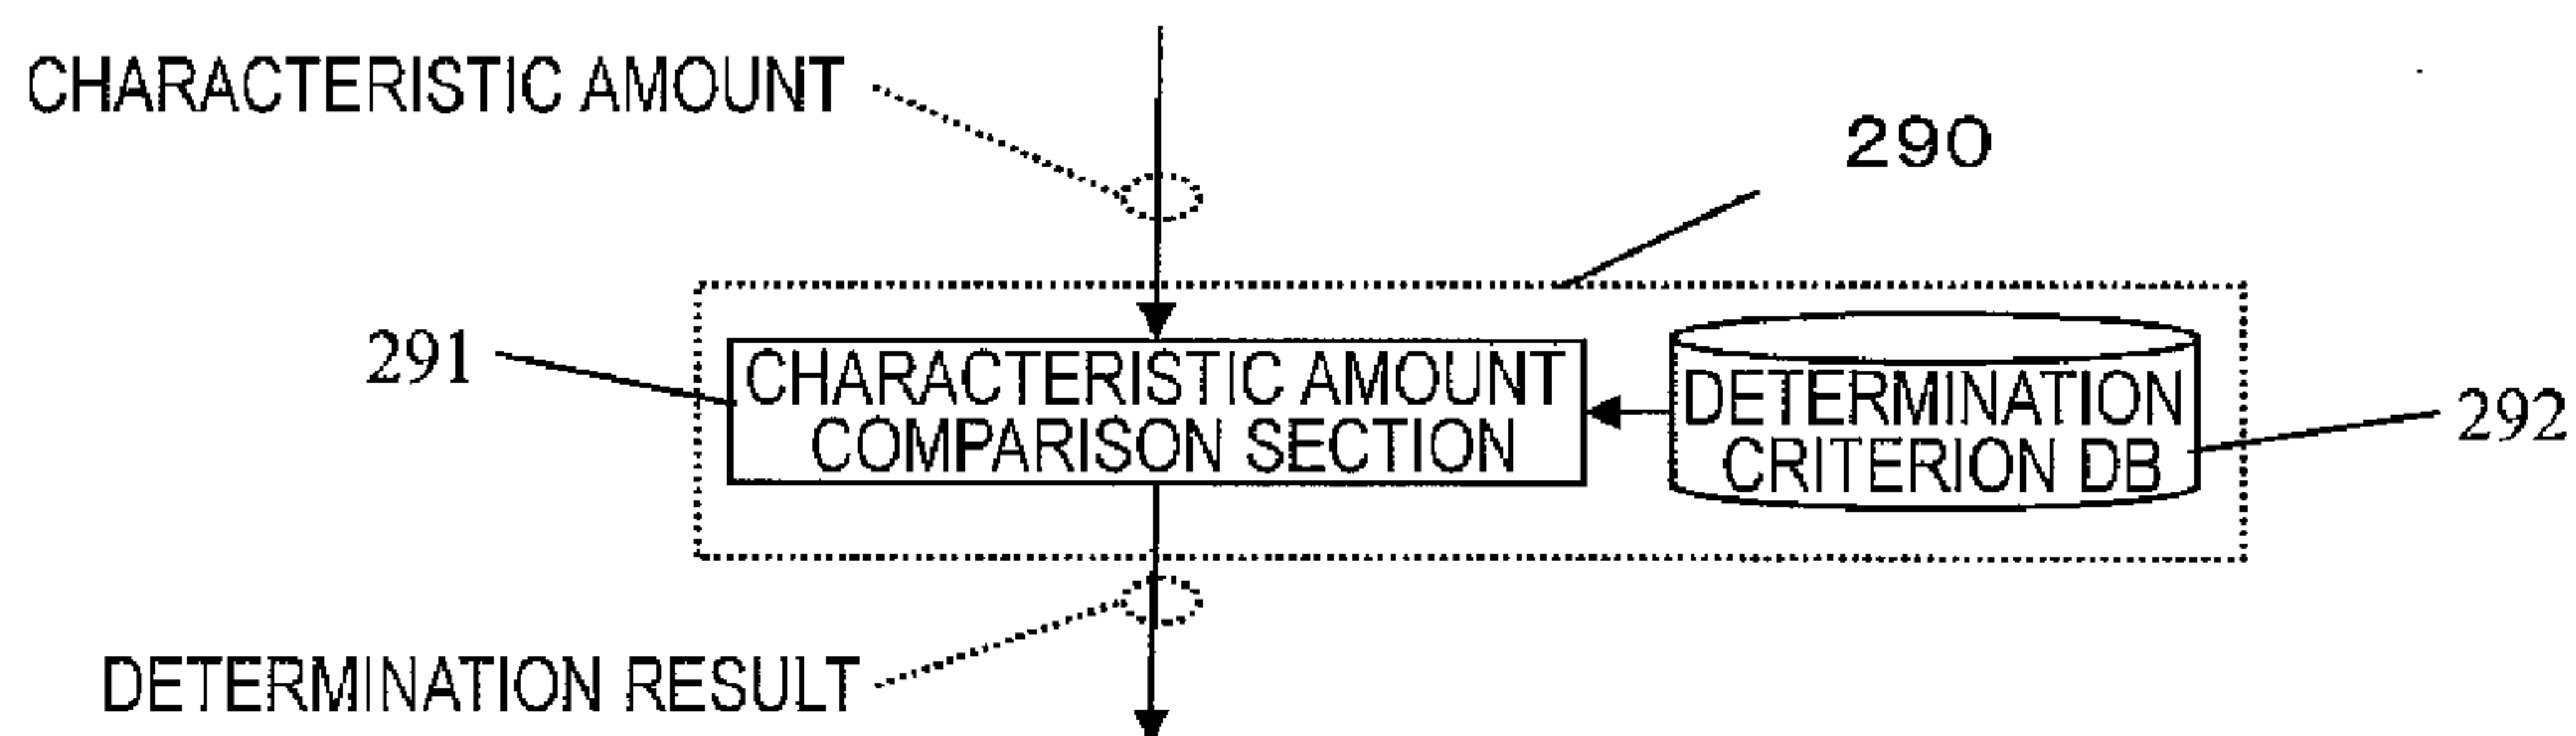 CHARACTERISTIC AMOUNT
290
291
CHARACTERISTIC AMOUNT
COMPARISON SECTION
DETERMINATION
CRITERION DB
292
DETERMINATION RESULT